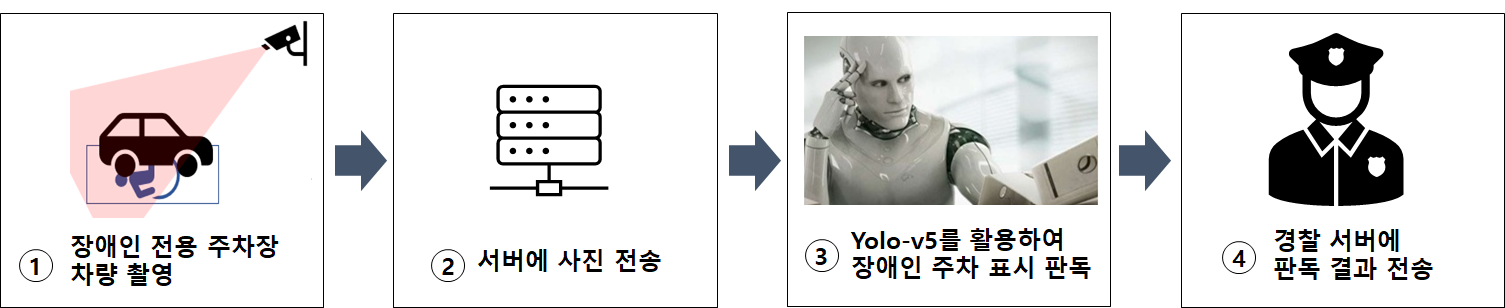 ① 장애인 전용 주차장
차량 촬영
② 서버에 사진 전송
③ Yolo-v5를 활용하여
장애인 주차 표시 판독
④ 경찰 서버에
판독 결과 전송